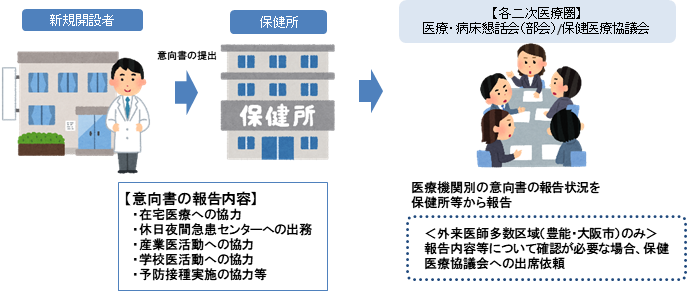 新規開設者
保健所
【各二次医療圏】
医療・病床懇話会(部会)/保健医療協議会
意向書の提出
保健所
【意向書の報告内容】
・在宅医療への協力
・休日夜間急患センターへの出務
・産業医活動への協力
・学校医活動への協力
・予防接種実施の協力等
医療機関別の意向書の報告状況を
保健所等から報告
＜外来医師多数区域(豊能・大阪市)のみ＞
報告内容等について確認が必要な場合、保健
医療協議会への出席依頼